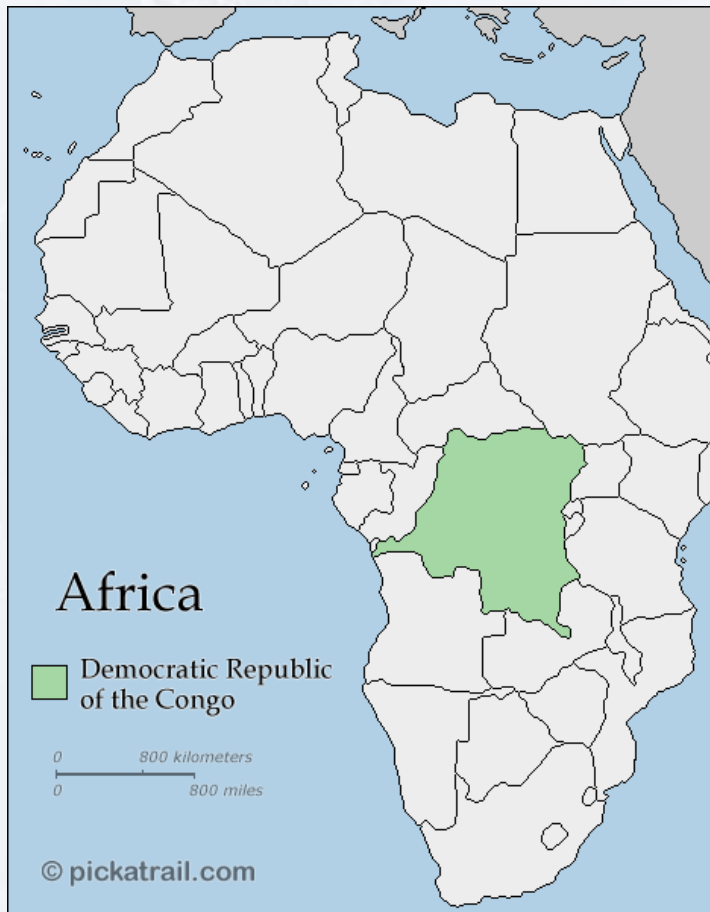 Africa
Democratic Republic
of the Congo
0 800 kilometers
0 800 miles
© pickatrail.com